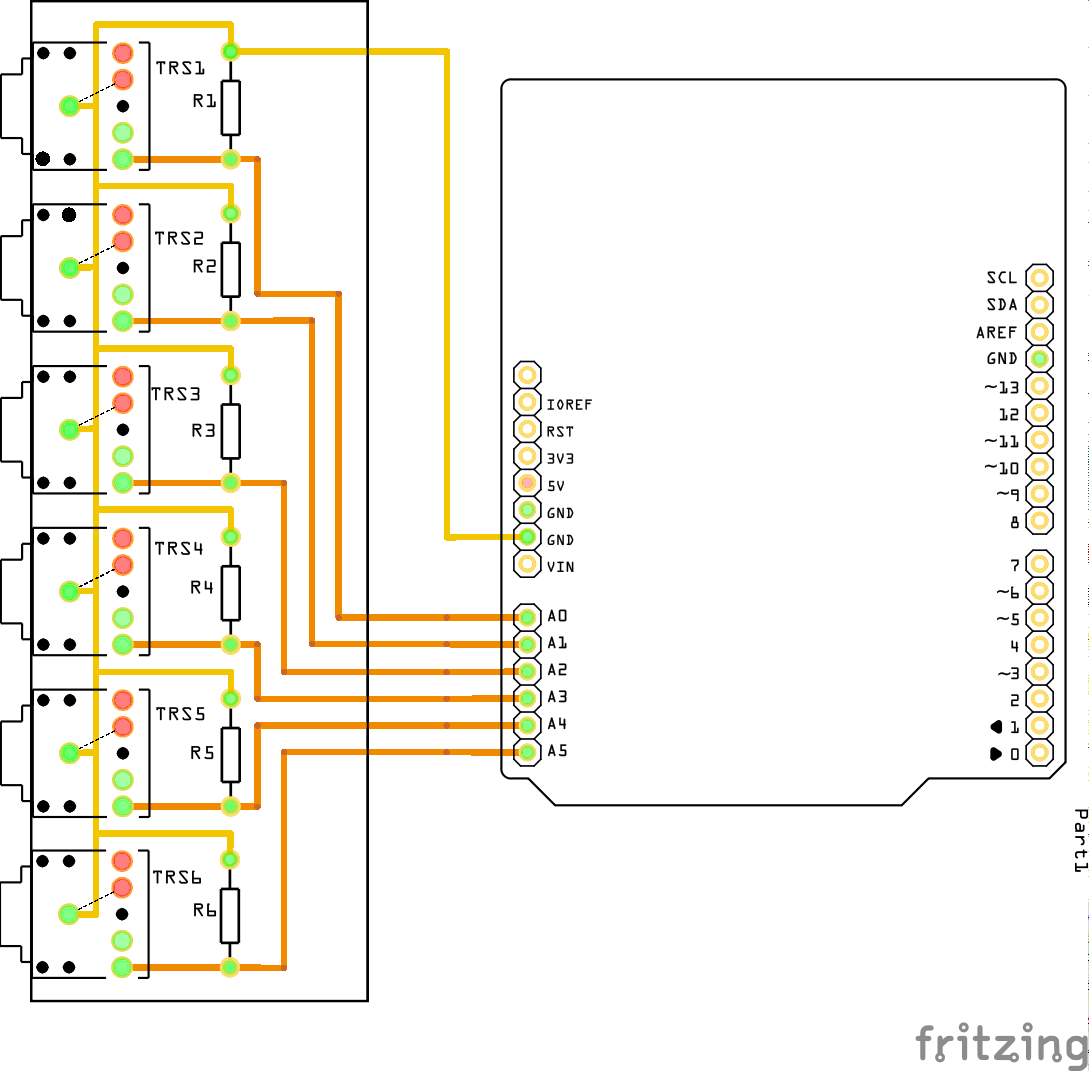 TRS1
R1
TRS2
R2
TRS3
R3
TRS4
R4
TRS5
R5
TRS6
R6
IOREF
RST
3V3
5V
GND
GND
VIN
A0
A1
A2
A3
A4
A5
SCL
SDA
AREF
GND
~13
12
~11
~10
~9
8
7
~6
~5
4
~3
2
1
0
Part1
fritzing